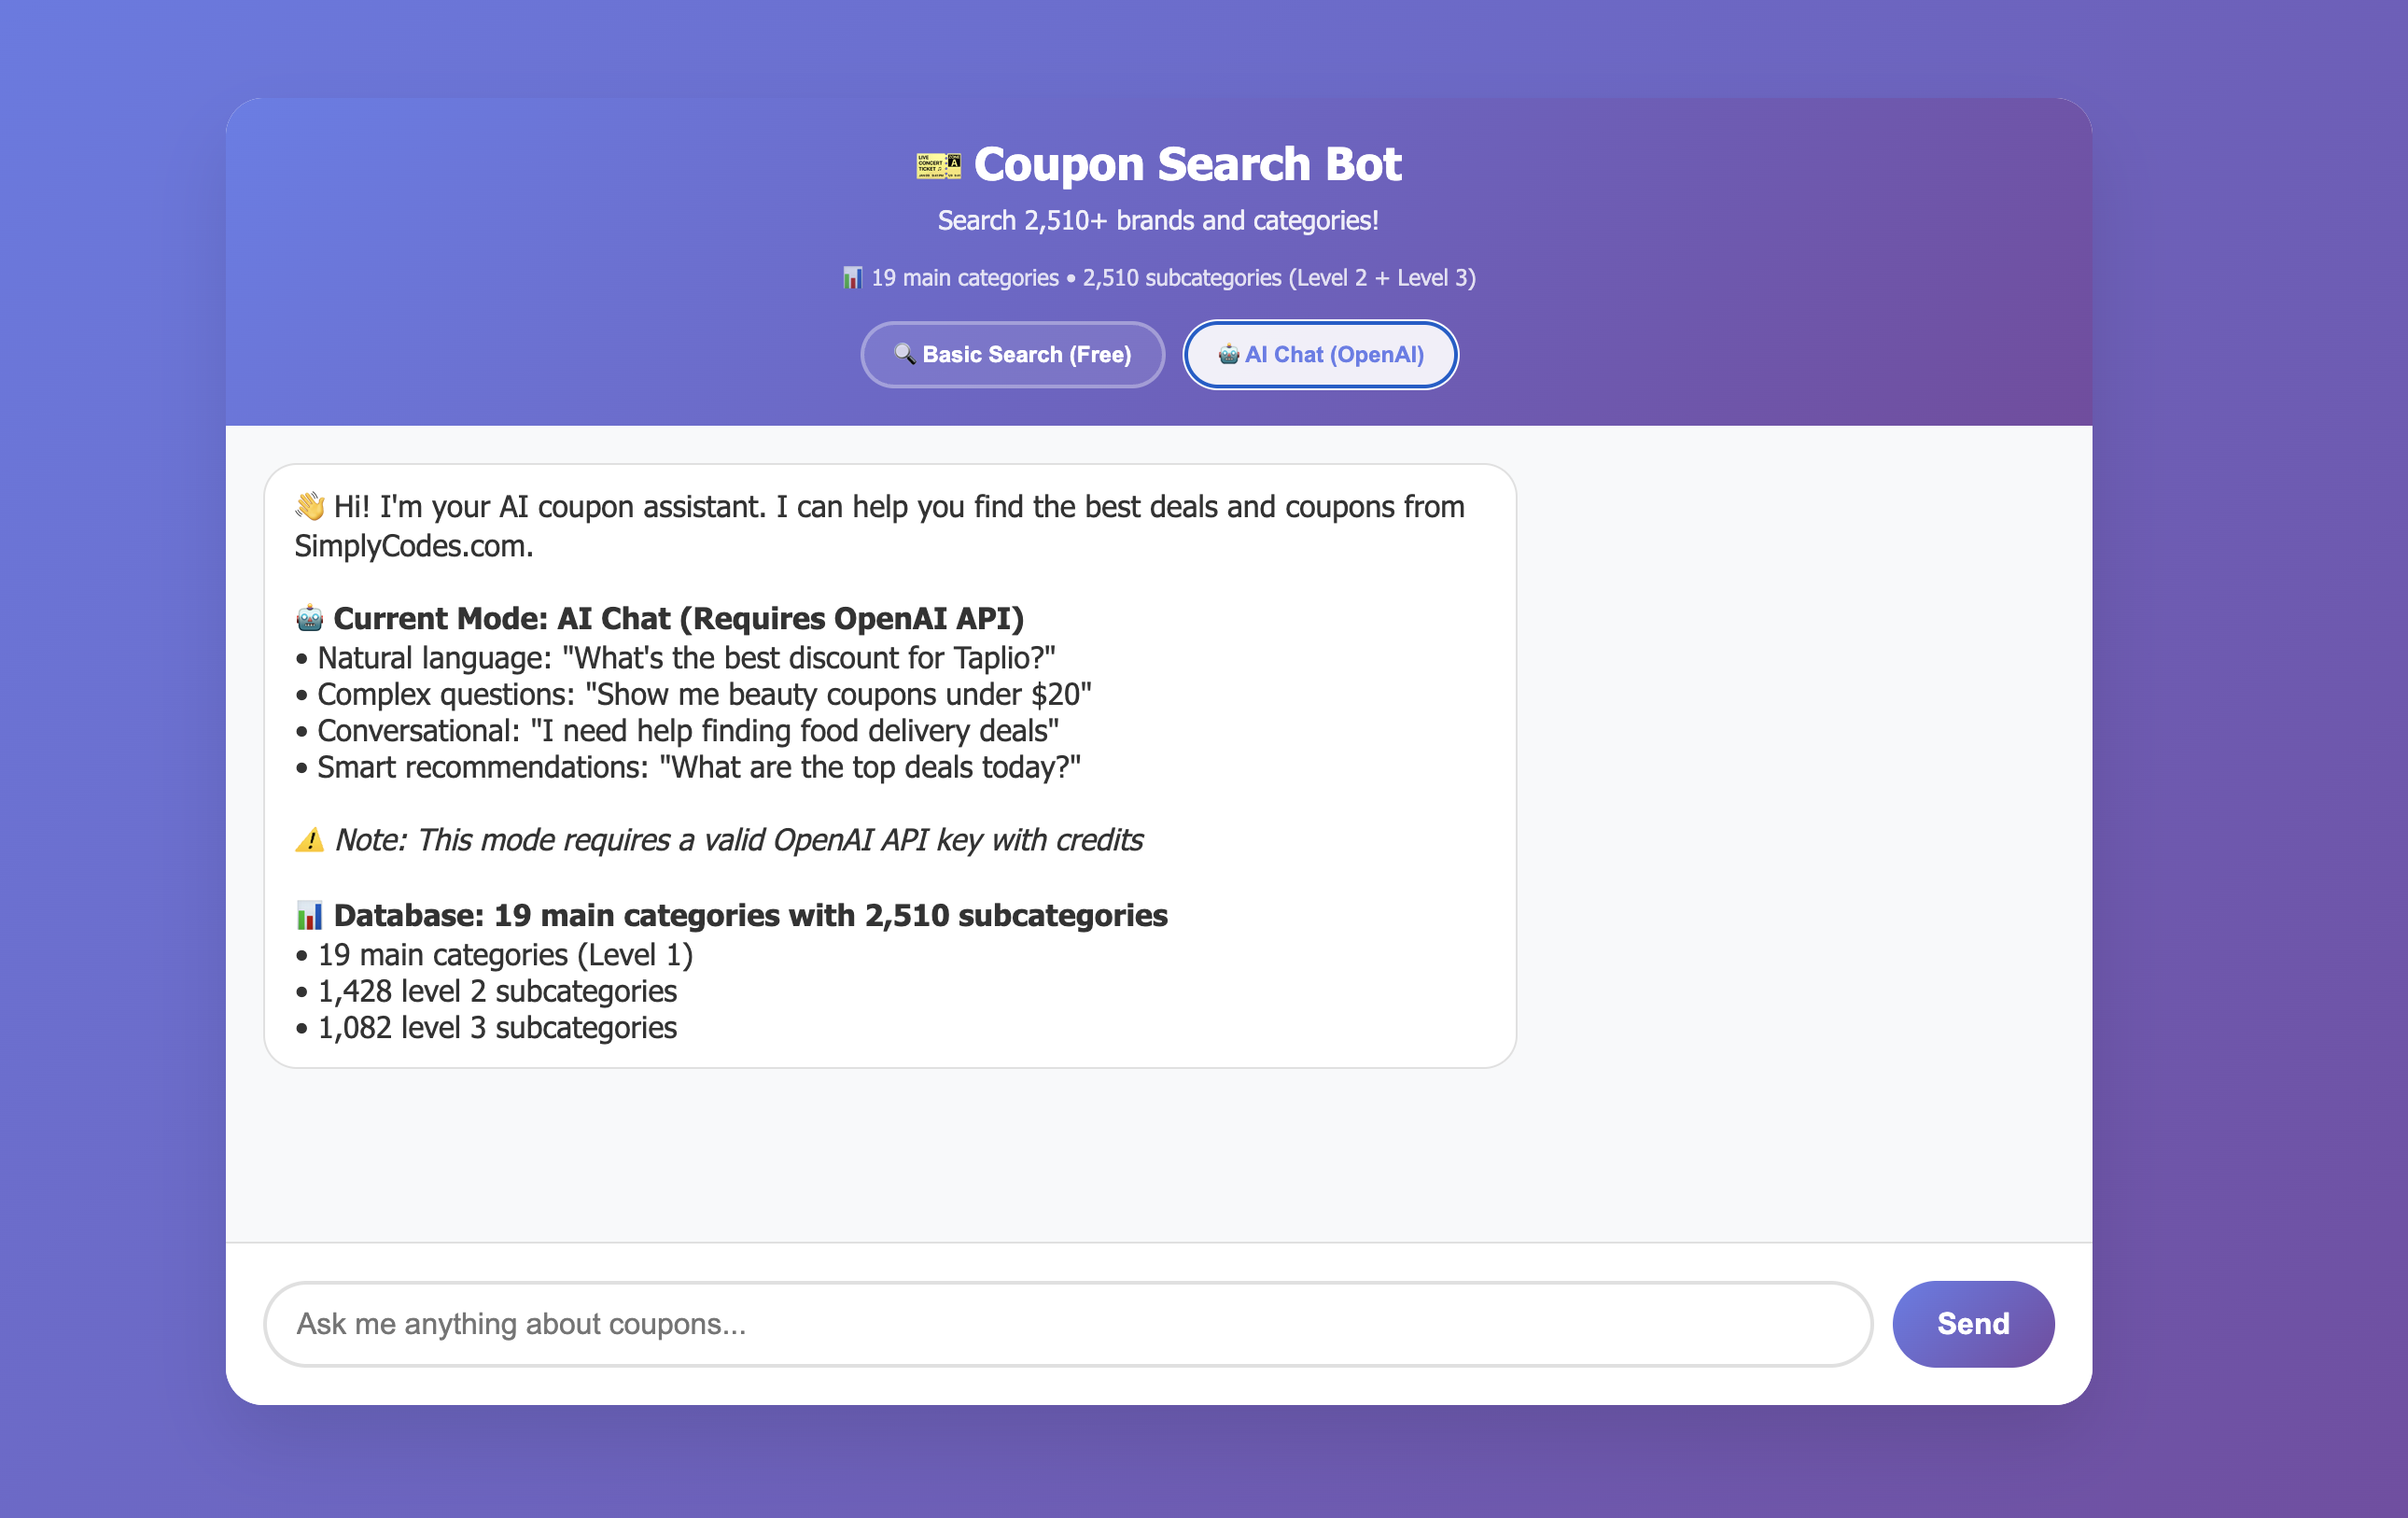 Coupon Search Bot
Search 2,510+ brands and categories!
📊 19 main categories • 2,510 subcategories (Level 2 + Level 3)
🔍 Basic Search (Free)
🤖 AI Chat (OpenAI)
👋 Hi! I'm your AI coupon assistant. I can help you find the best deals and coupons from
SimplyCodes.com.
🤖 Current Mode: AI Chat (Requires OpenAI API)
• Natural language: "What's the best discount for Taplio?"
• Complex questions: "Show me beauty coupons under $20"
• Conversational: "I need help finding food delivery deals"
• Smart recommendations: "What are the top deals today?"
⚠️ Note: This mode requires a valid OpenAI API key with credits
📊 Database: 19 main categories with 2,510 subcategories
• 19 main categories (Level 1)
• 1,428 level 2 subcategories
• 1,082 level 3 subcategories
Ask me anything about coupons...
Send